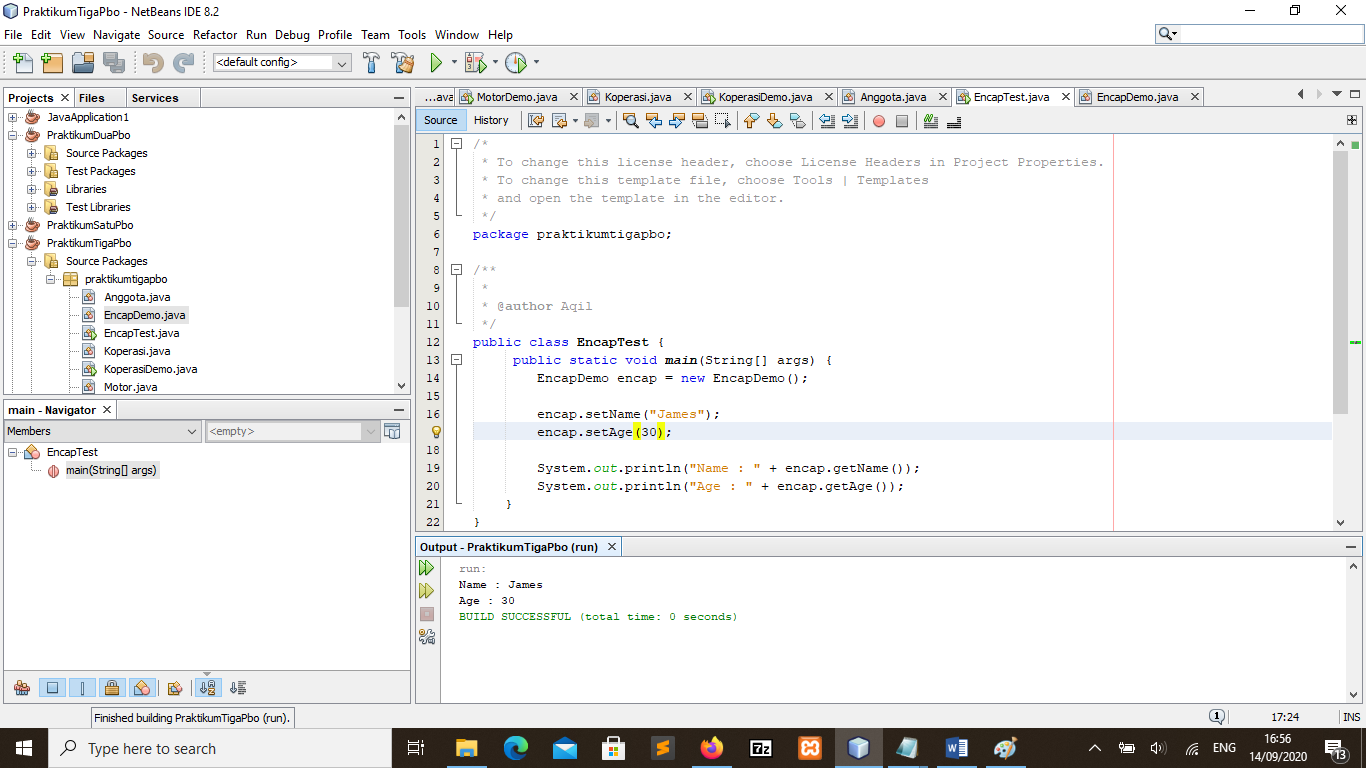 PraktikumTigaPbo - NetBeans IDE 8.2
File Edit View Navigate Source Refactor Run Debug Profile Team Tools Window Help
<default config>
Projects Files Services
JavaApplication1
PraktikumDuaPbo
Source Packages
Test Packages
Libraries
Test Libraries
PraktikumSatuPbo
PraktikumTigaPbo
Source Packages
praktikumtigapbo
Anggota.java
EncapDemo.java
EncapTest.java
Koperasi.java
KoperasiDemo.java
Motor.java
main - Navigator
Members <empty>
EncapTest
main(String[] args)
...ava MotorDemo.java Koperasi.java KoperasiDemo.java Anggota.java EncapTest.java EncapDemo.java
Source History
1 /*
2 * To change this license header, choose License Headers in Project Properties.
3 * To change this template file, choose Tools | Templates
4 * and open the template in the editor.
5 */
6 package praktikumtigapbo;
7
8 /**
9 *
10 * @author Aqil
11 */
12 public class EncapTest {
13 public static void main(String[] args) {
14 EncapDemo encap = new EncapDemo();
15
16 encap.setName("James");
encap.setAge(30);
18
19 System.out.println("Name : " + encap.getName());
20 System.out.println("Age : " + encap.getAge());
21 }
22 }
Output - PraktikumTigaPbo (run)
run:
Name : James
Age : 30
BUILD SUCCESSFUL (total time: 0 seconds)
Finished building PraktikumTigaPbo (run).
1 17:24 INS
Type here to search
7z
ENG
16:56
14/09/2020
13